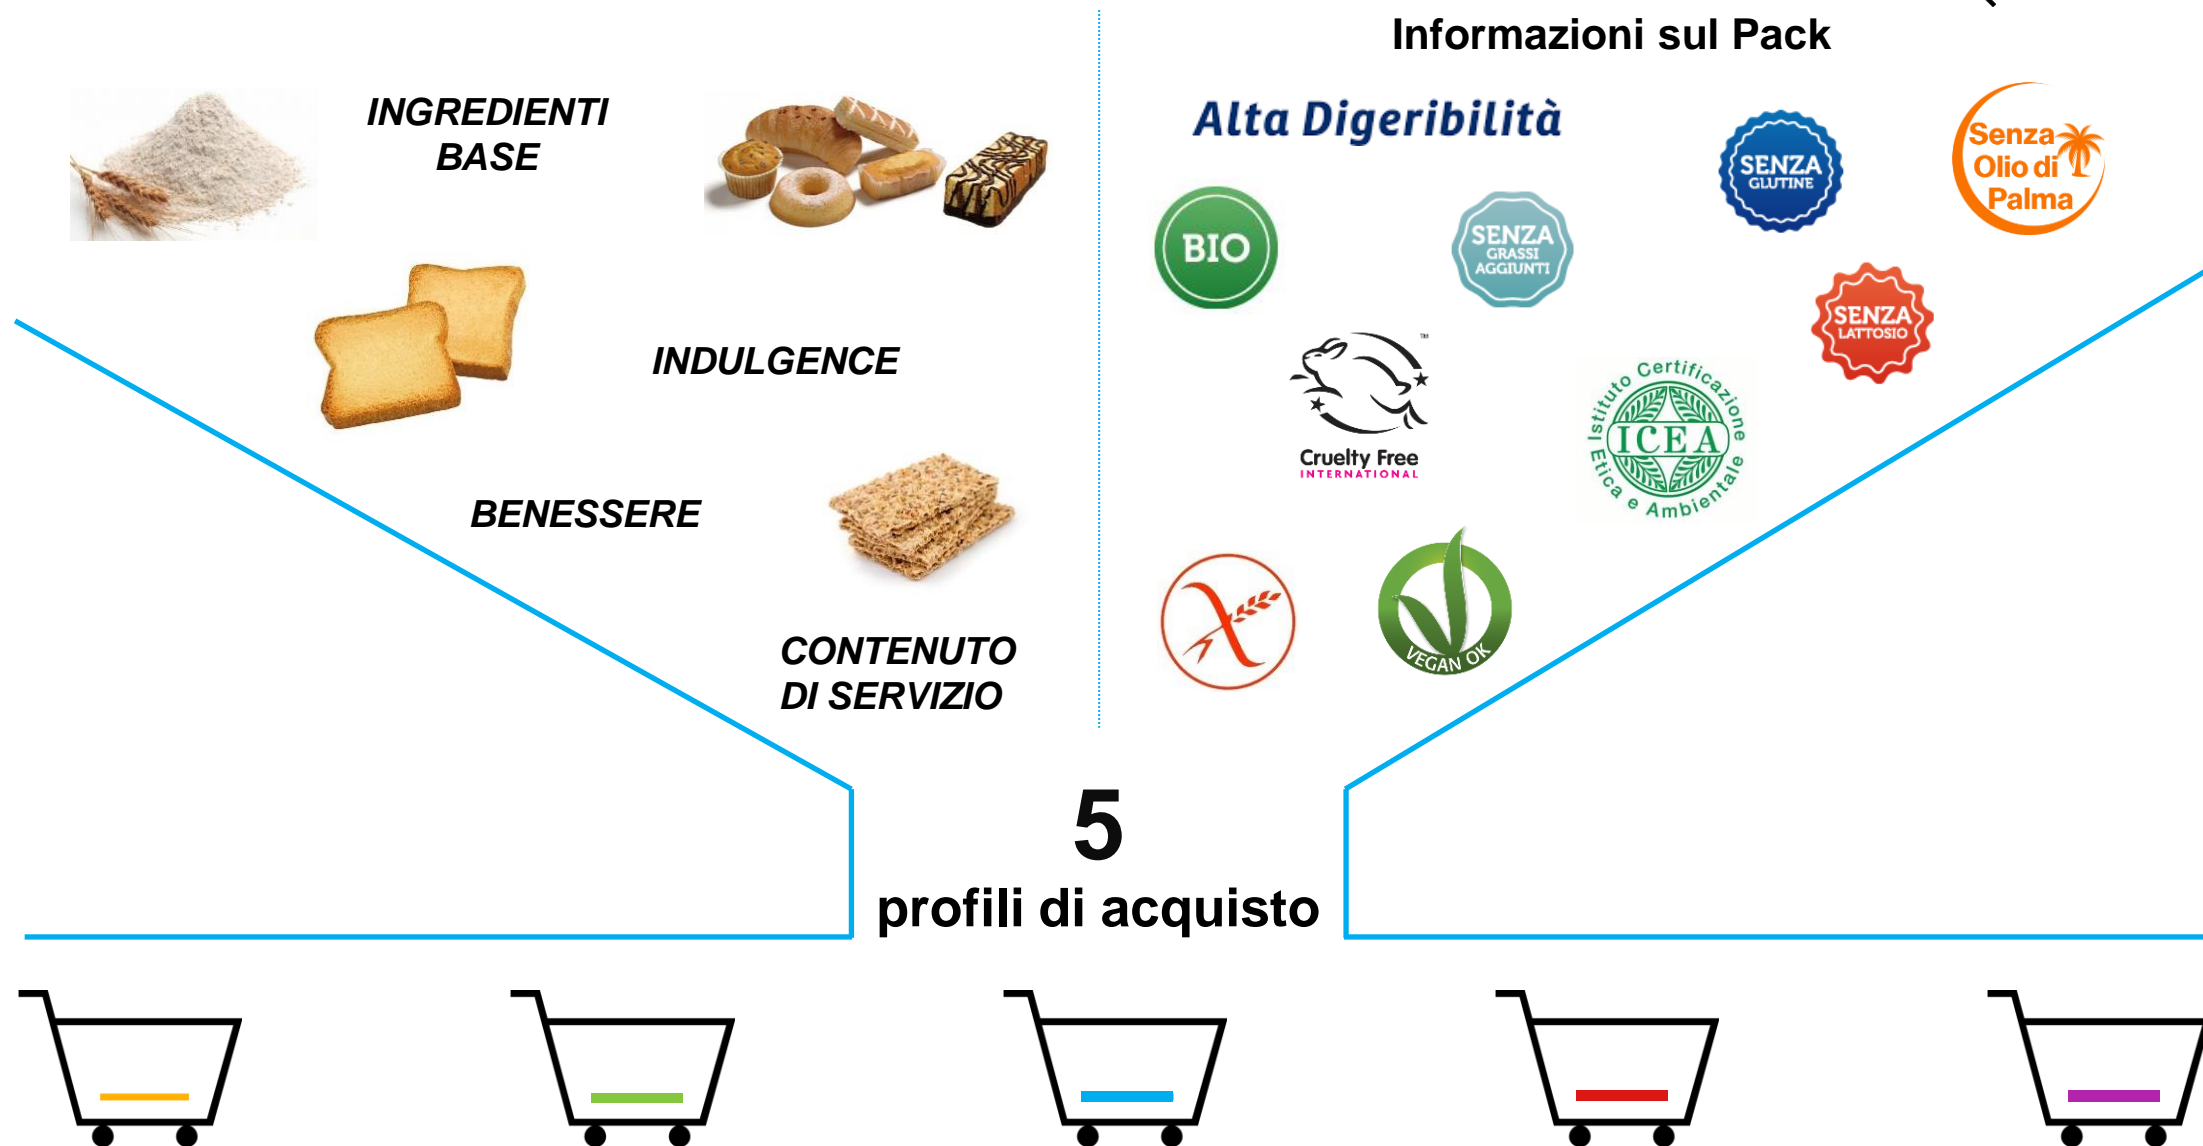 Informazioni sul Pack
INGREDIENTI
BASE
INDULGENCE
BENESSERE
CONTENUTO
DI SERVIZIO
Alta Digeribilità
SENZA
GLUTINE
Senza
Olio di
Palma
BIO
SENZA
GRASSI
AGGIUNTI
SENZA
LATTOSIO
TM
Cruelty Free
INTERNATIONAL
Istituto Certificazione
ICEA
Etica e Ambientale
VEGAN OK
5
profili di acquisto